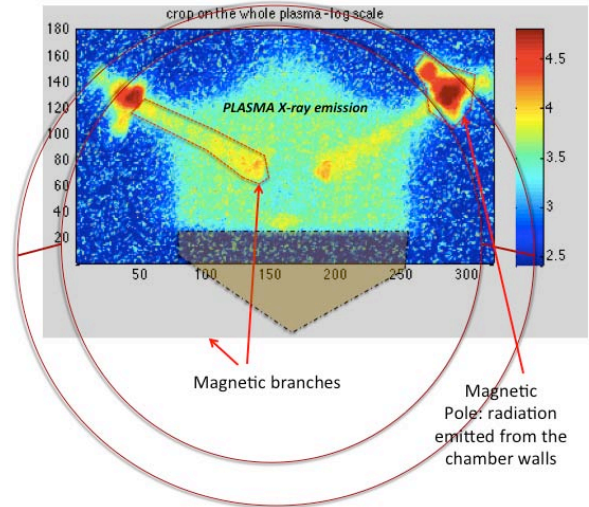 crop on the whole plasma - log scale
180
160
140
120
100
80
60
40
20
50
100
150
200
250
300
4.5
4
3.5
3
2.5
PLASMA X-ray emission
Magnetic branches
Magnetic
Pole: radiation
emitted from the
chamber walls